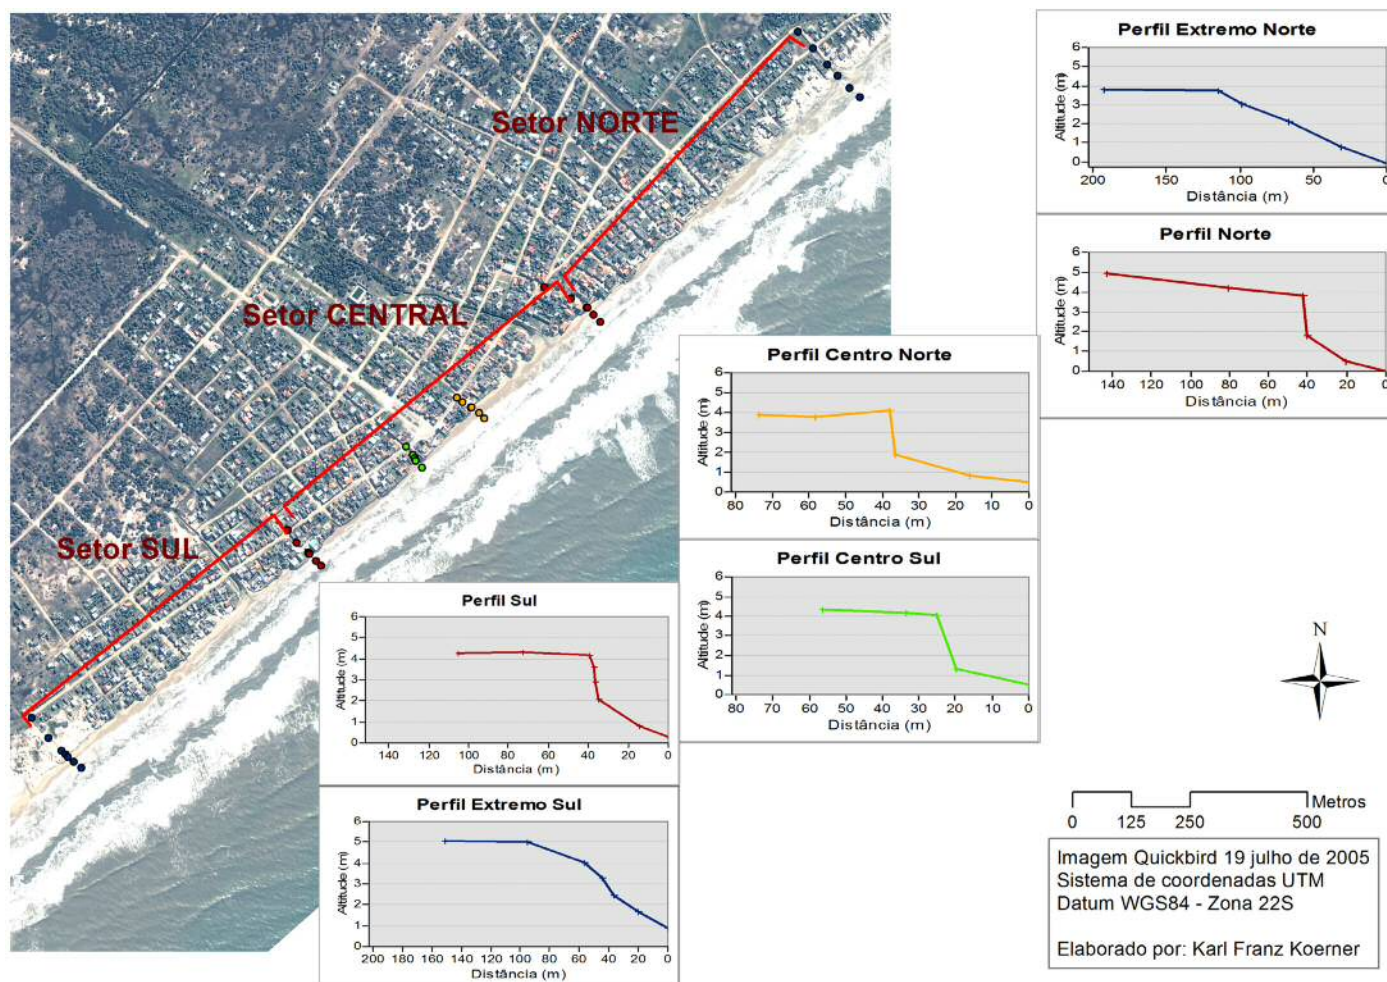 Setor NORTE
Setor CENTRAL
Setor SUL
Perfil Extremo Norte
Altitude (m)
6
5
4
3
2
1
0
200 150 100 50 0
Distância (m)
Perfil Norte
Altitude (m)
6
5
4
3
2
1
0
140 120 100 80 60 40 20 0
Distância (m)
Perfil Centro Norte
Altitude (m)
6
5
4
3
2
1
0
80 70 60 50 40 30 20 10 0
Distância (m)
Perfil Centro Sul
Altitude (m)
6
5
4
3
2
1
0
80 70 60 50 40 30 20 10 0
Distância (m)
Perfil Sul
Altitude (m)
6
5
4
3
2
1
0
140 120 100 80 60 40 20 0
Distância (m)
Perfil Extremo Sul
Altitude (m)
6
5
4
3
2
1
0
200 180 160 140 120 100 80 60 40 20 0
Distância (m)
N
Metros
0 125 250 500
Imagem Quickbird 19 julho de 2005
Sistema de coordenadas UTM
Datum WGS84 - Zona 22S
Elaborado por: Karl Franz Koerner